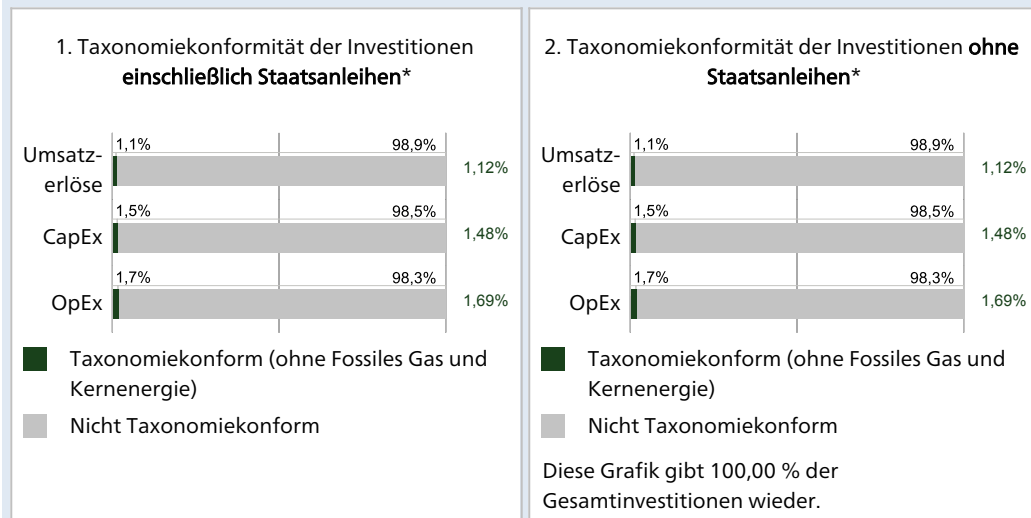 1. Taxonomiekonformität der Investitionen
einschließlich Staatsanleihen*
1,1% 98,9%
Umsatz-
erlöse
1,12%
1,5% 98,5%
CapEx 1,48%
1,7% 98,3%
OpEx 1,69%
Taxonomiekonform (ohne Fossiles Gas und
Kernenergie)
Nicht Taxonomiekonform
2. Taxonomiekonformität der Investitionen ohne
Staatsanleihen*
1,1% 98,9%
Umsatz-
erlöse
1,12%
1,5% 98,5%
CapEx 1,48%
1,7% 98,3%
OpEx 1,69%
Taxonomiekonform (ohne Fossiles Gas und
Kernenergie)
Nicht Taxonomiekonform
Diese Grafik gibt 100,00 % der
Gesamtinvestitionen wieder.